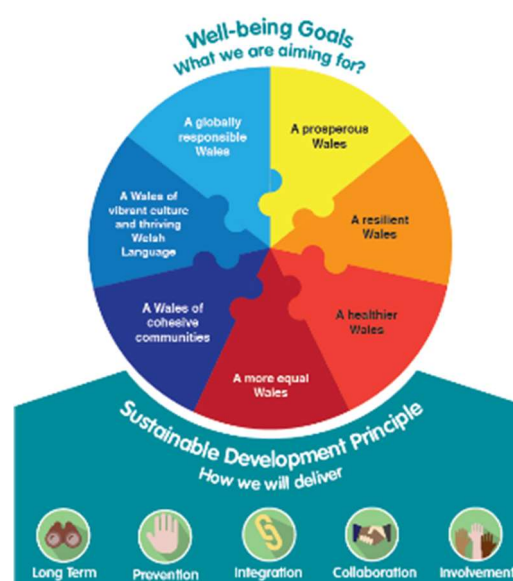 Well-being Goals
What we are aiming for?
A globally
responsible
Wales
A prosperous
Wales
A Wales of
vibrant culture
and thriving
Welsh
Language
A resilient
Wales
A Wales of
cohesive
communities
A healthier
Wales
A more equal
Wales
Sustainable Development Principle
How we will deliver
Long Term
Prevention
Integration
Collaboration
Involvement